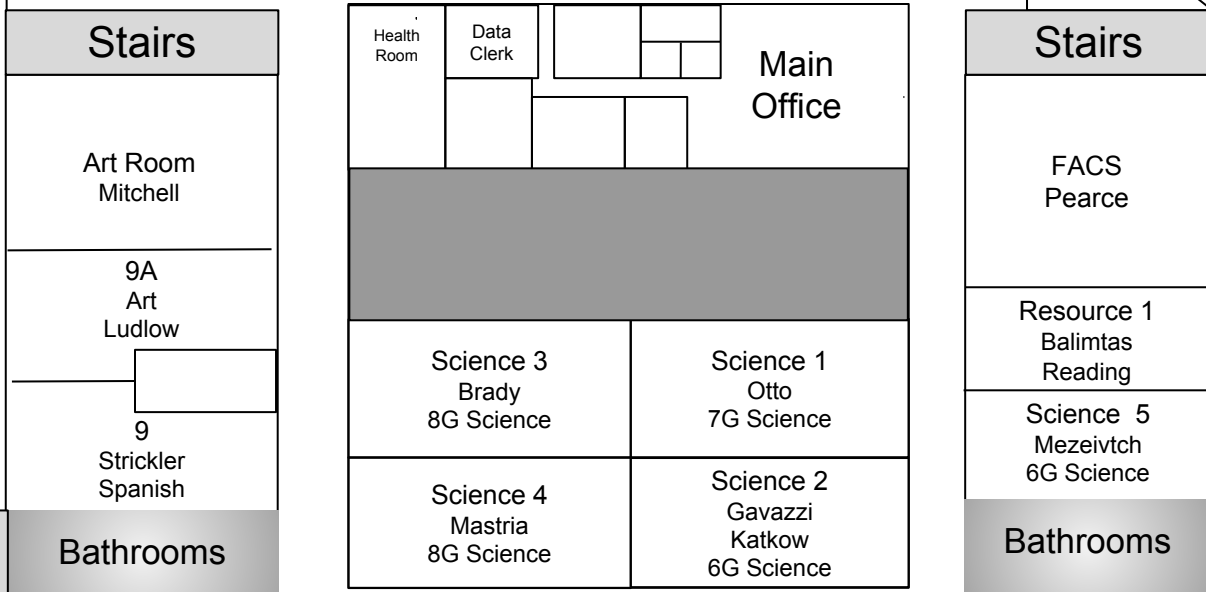 Stairs
Art Room
Mitchell
9A
Art
Ludlow
9
Strickler
Spanish
Bathrooms
Health
Room
Data
Clerk
Main
Office
Science 3
Brady
8G Science
Science 1
Otto
7G Science
Science 4
Mastria
8G Science
Science 2
Gavazzi
Katkow
6G Science
Stairs
FACS
Pearce
Resource 1
Balimtas
Reading
Science 5
Mezeivtch
6G Science
Bathrooms